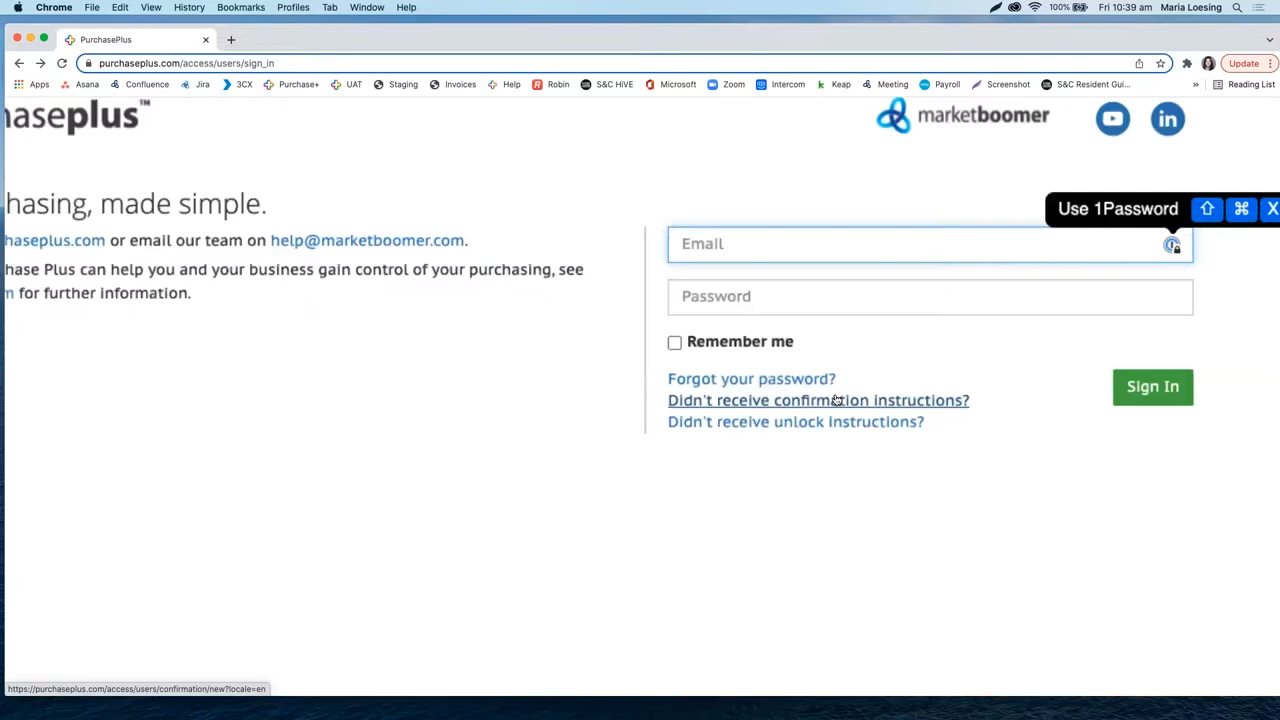 Chrome File Edit View History Bookmarks Profiles Tab Window Help 100% Fri 10:39 am Maria Loesing
PurchasePlus
purchaseplus.com/access/users/sign_in Update
Apps Asana Confluence Jira 3CX Purchase+ UAT Staging Invoices Help Robin S&C HiVE Microsoft Zoom Intercom Keap Meeting Payroll Screenshot S&C Resident Gui... » Reading List
haseplus™ marketboomer in
hasing, made simple.
Use 1Password ⇧ ⌘ X
haseplus.com or email our team on help@marketboomer.com.
Email
hase Plus can help you and your business gain control of your purchasing, see
m for further information.
Password
Remember me
Forgot your password?
Didn't receive confirmation instructions?
Didn't receive unlock instructions?
Sign In
https://purchaseplus.com/access/users/confirmation/new?locale=en